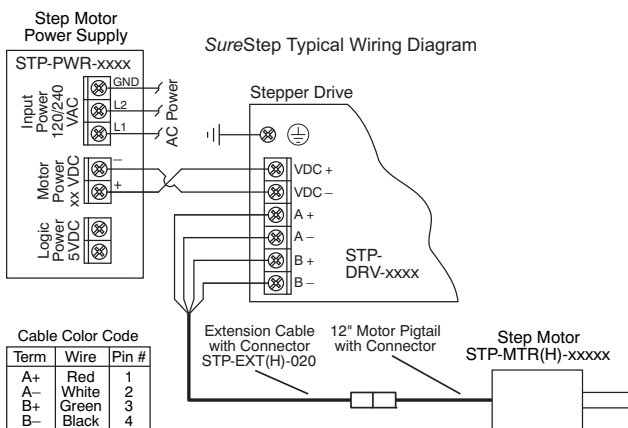 Step Motor
Power Supply
SureStep Typical Wiring Diagram
STP-PWR-xxxx
Input
Power
120/240
VAC
GND
L2
L1
AC Power
Motor
Power
xx VDC
–
+
Logic
Power
5VDC
Stepper Drive
VDC +
VDC –
A +
A –
B +
B –
STP-
DRV-xxxx
Cable Color Code
Term Wire Pin #
A+ Red 1
A– White 2
B+ Green 3
B– Black 4
Extension Cable
with Connector
STP-EXT(H)-020
12" Motor Pigtail
with Connector
Step Motor
STP-MTR(H)-xxxxx